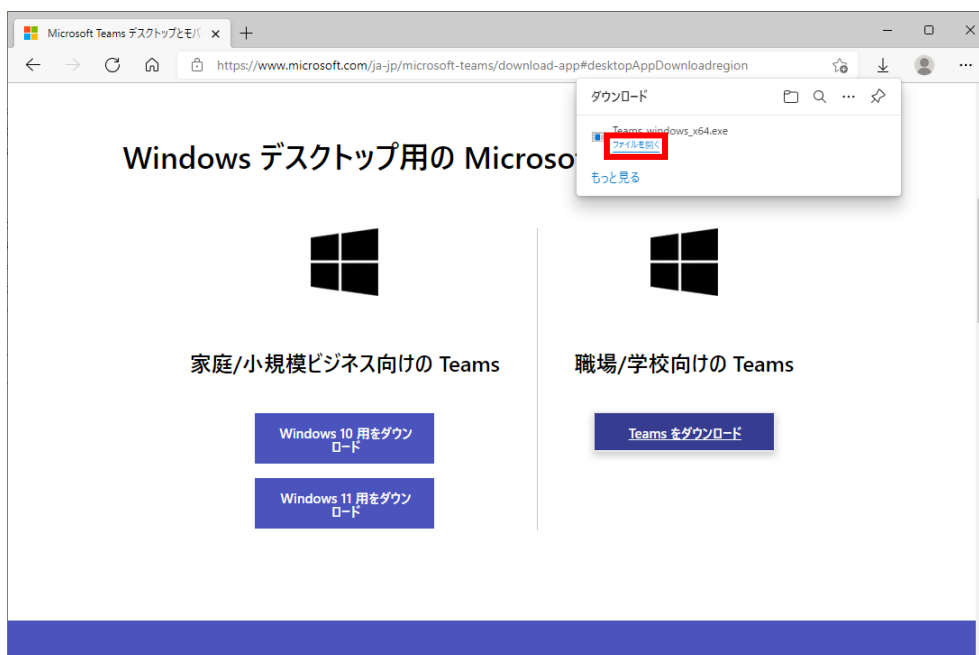 Microsoft Teams デスクトップとモバ
https://www.microsoft.com/ja-jp/microsoft-teams/download-app#desktopAppDownloadregion
ダウンロード
Teams_windows_x64.exe
ファイルを開く
もっと見る
Windows デスクトップ用の Microso
家庭/小規模ビジネス向けの Teams
職場/学校向けの Teams
Windows 10 用をダウン
ロード
Teams をダウンロード
Windows 11 用をダウン
ロード